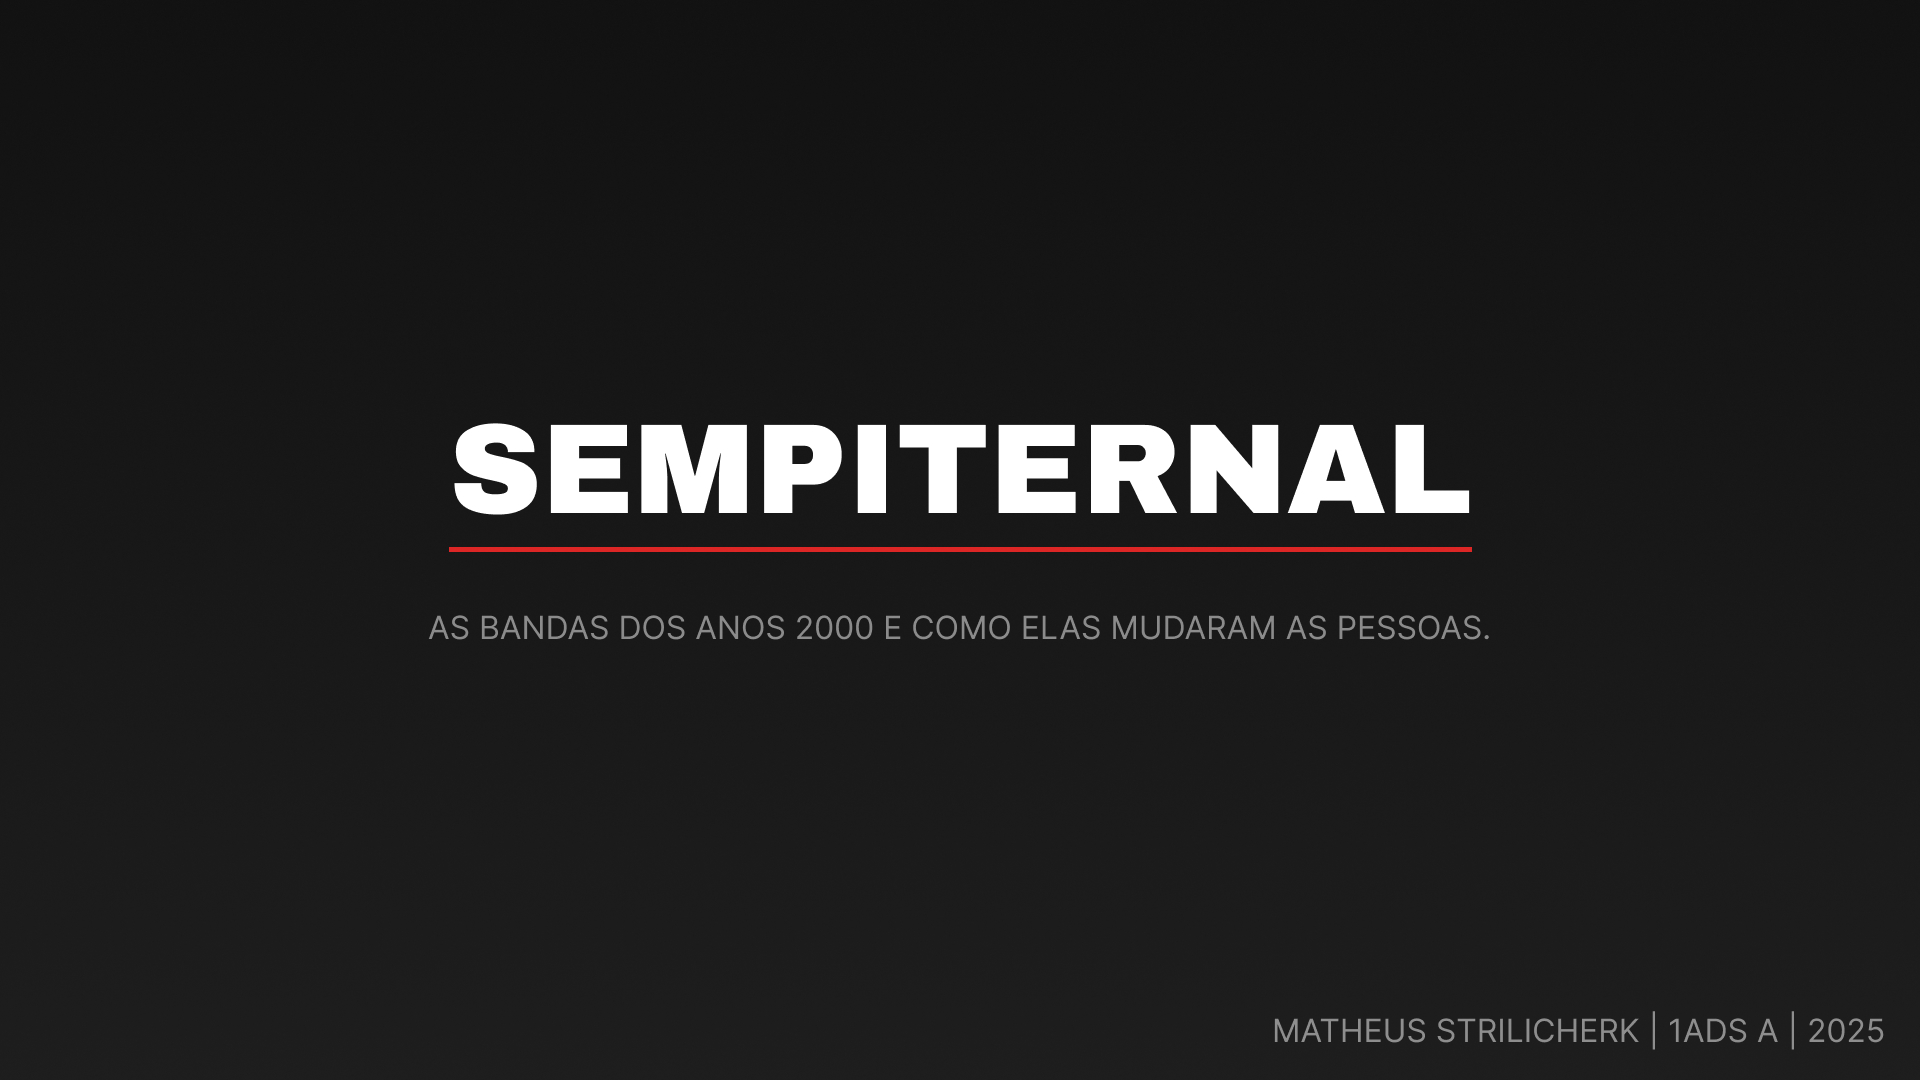 SEMPITERNAL
AS BANDAS DOS ANOS 2000 E COMO ELAS MUDARAM AS PESSOAS.
MATHEUS STRILICHERK | 1ADS A | 2025